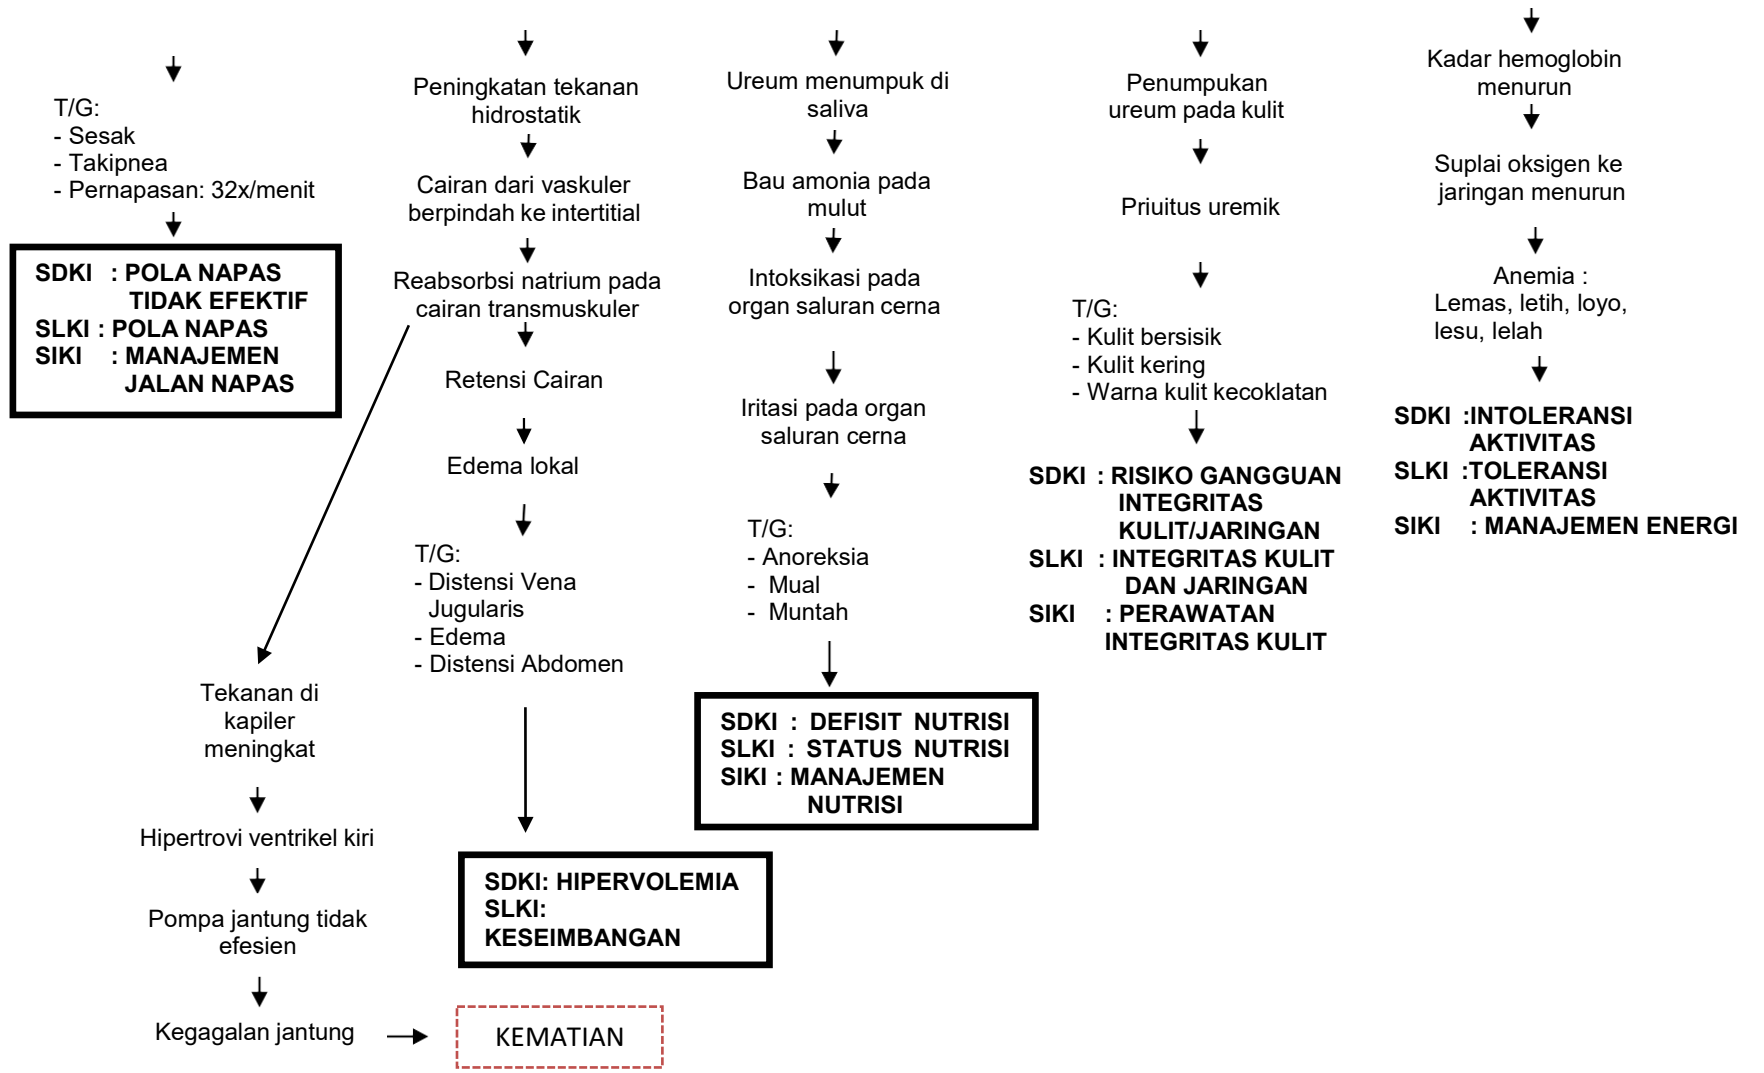 T/G:
- Sesak
- Takipnea
- Pernapasan: 32x/menit
SDKI : POLA NAPAS
TIDAK EFEKTIF
SLKI : POLA NAPAS
SIKI : MANAJEMEN
JALAN NAPAS
Peningkatan tekanan
hidrostatik
Cairan dari vaskuler
berpindah ke intertitial
Reabsorbsi natrium pada
cairan transmuskuler
Retensi Cairan
Edema lokal
T/G:
- Distensi Vena
Jugularis
- Edema
- Distensi Abdomen
SDKI: HIPERVOLEMIA
SLKI:
KESEIMBANGAN
Tekanan di
kapiler
meningkat
Hipertrovi ventrikel kiri
Pompa jantung tidak
efesien
Kegagalan jantung
KEMATIAN
Ureum menumpuk di
saliva
Bau amonia pada
mulut
Intoksikasi pada
organ saluran cerna
Iritasi pada organ
saluran cerna
T/G:
- Anoreksia
- Mual
- Muntah
SDKI : DEFISIT NUTRISI
SLKI : STATUS NUTRISI
SIKI : MANAJEMEN
NUTRISI
Penumpukan
ureum pada kulit
Priuitus uremik
T/G:
- Kulit bersisik
- Kulit kering
- Warna kulit kecoklatan
SDKI : RISIKO GANGGUAN
INTEGRITAS
KULIT/JARINGAN
SLKI : INTEGRITAS KULIT
DAN JARINGAN
SIKI : PERAWATAN
INTEGRITAS KULIT
Kadar hemoglobin
menurun
Suplai oksigen ke
jaringan menurun
Anemia :
Lemas, letih, loyo,
lesu, lelah
SDKI :INTOLERANSI
AKTIVITAS
SLKI :TOLERANSI
AKTIVITAS
SIKI : MANAJEMEN ENERGI